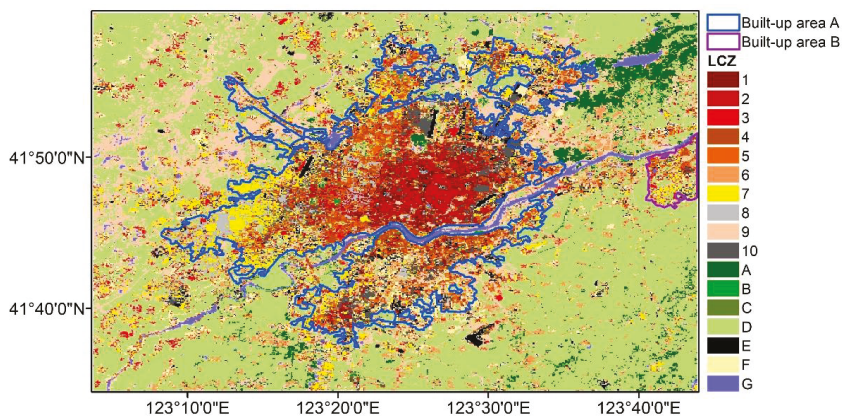 Built-up area A
Built-up area B
LCZ
1
2
3
4
5
6
7
8
9
10
A
B
C
D
E
F
G
41°50'0"N
41°40'0"N
123°10'0"E 123°20'0"E 123°30'0"E 123°40'0"E